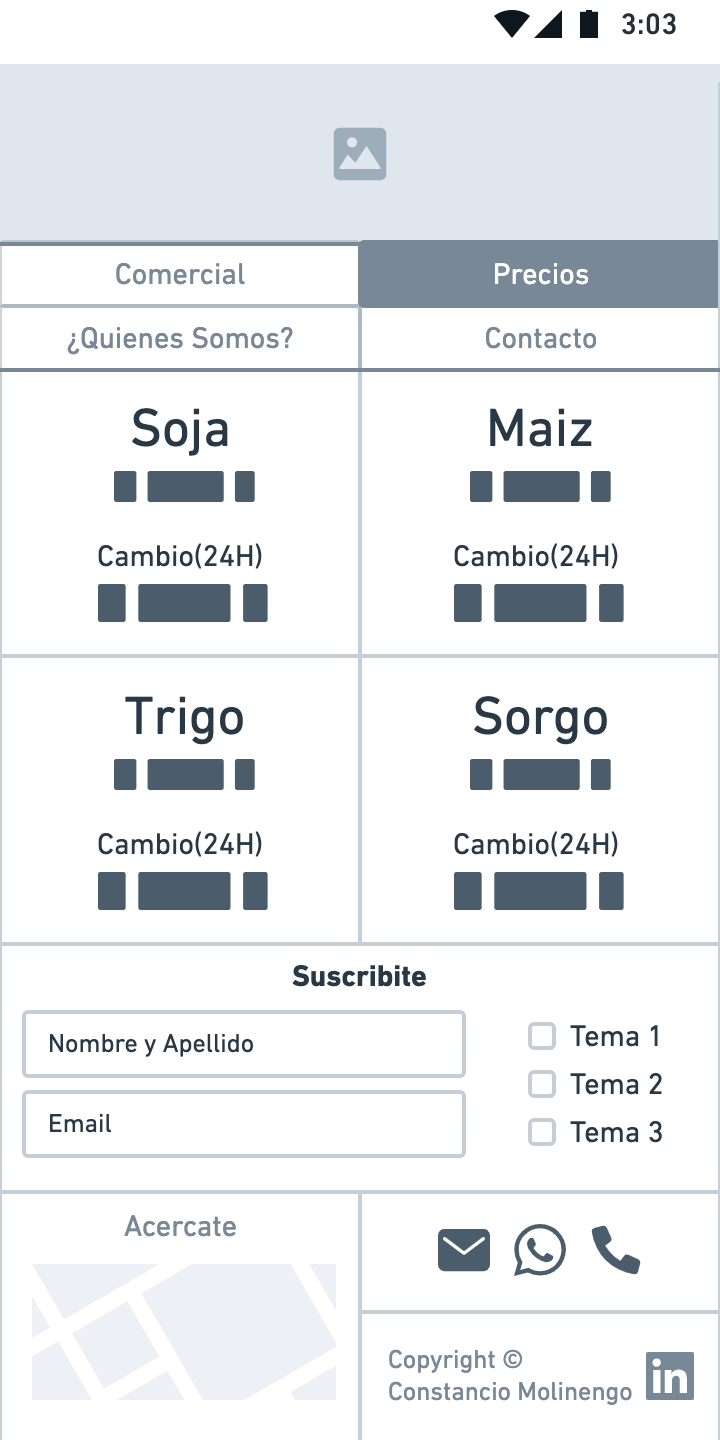 3:03
Comercial
Precios
¿Quienes Somos?
Contacto
Soja
Maiz
Cambio(24H)
Cambio(24H)
Trigo
Sorgo
Cambio(24H)
Cambio(24H)
Suscribite
Nombre y Apellido
Email
Tema 1
Tema 2
Tema 3
Acercate
Copyright ©
Constancio Molinengo
in